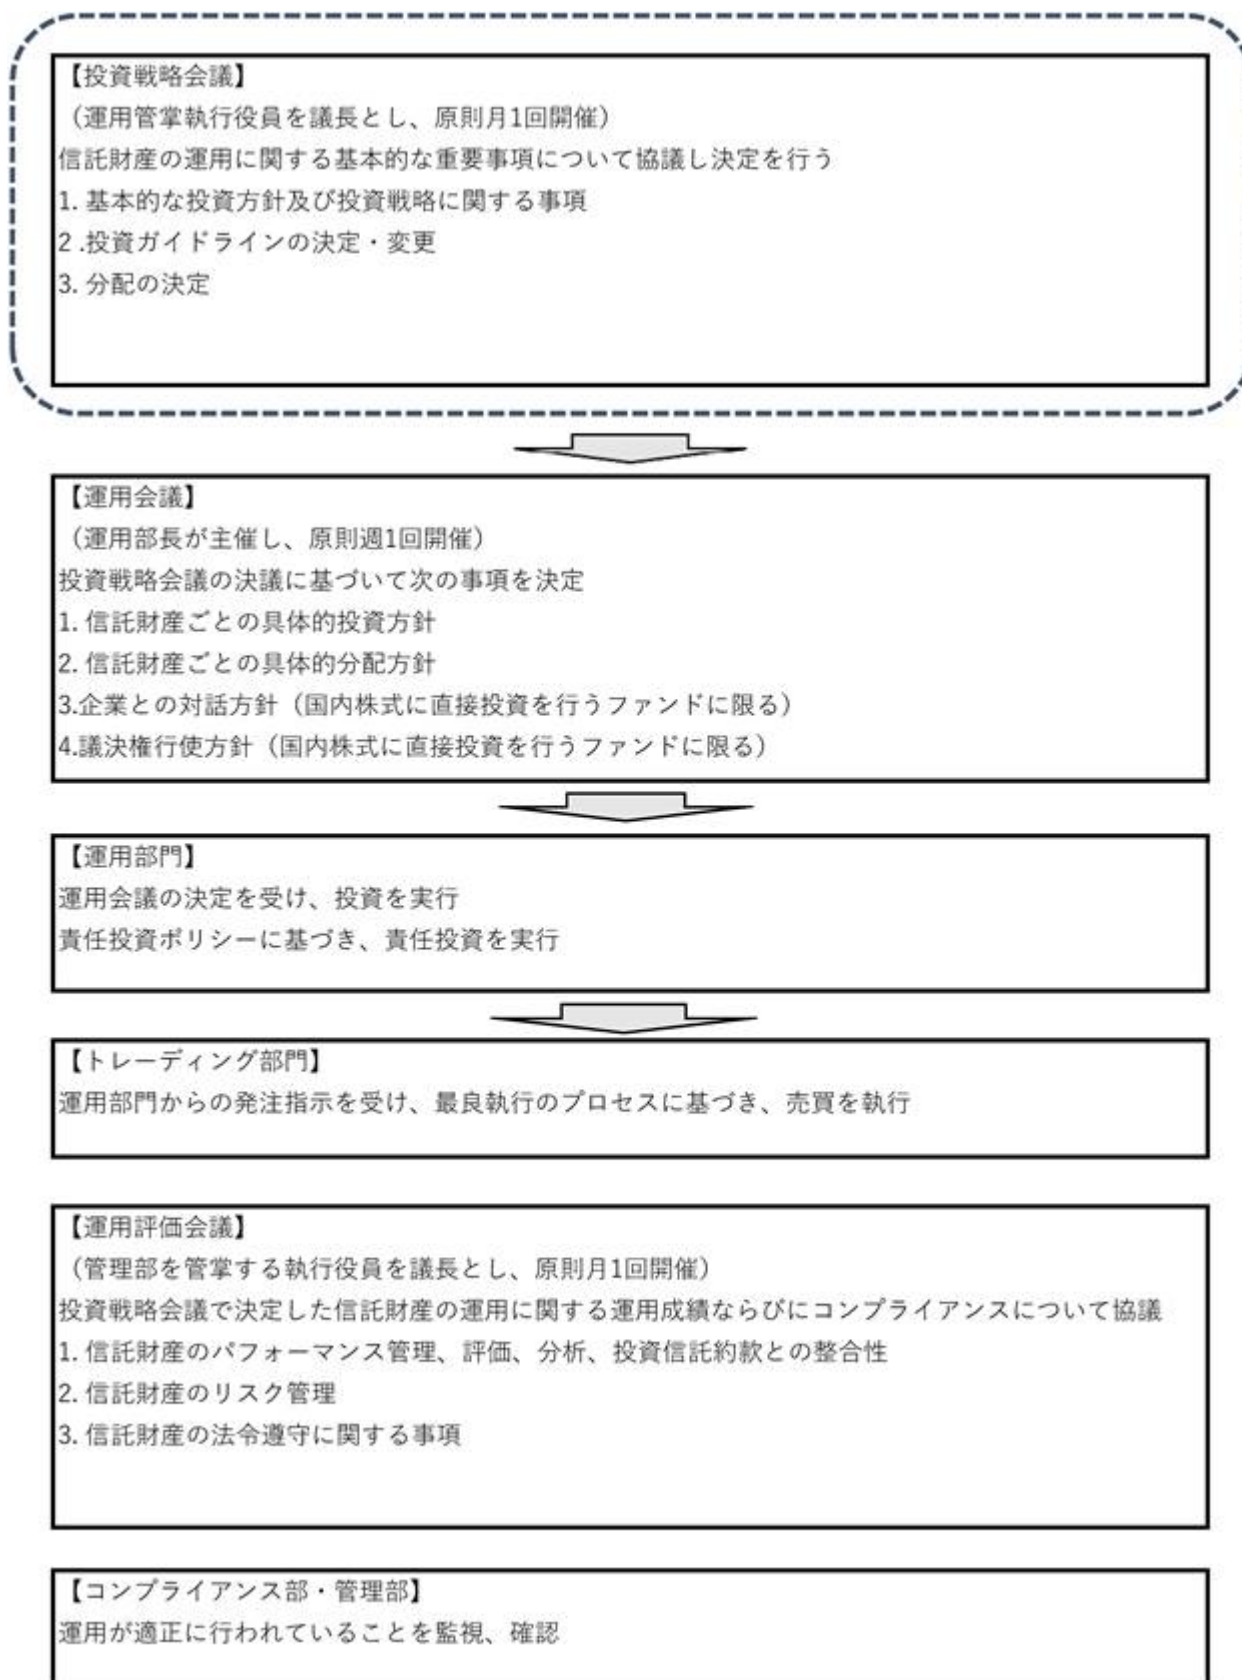 【投資戦略会議】
（運用管掌執行役員を議長とし、原則月1回開催）
信託財産の運用に関する基本的な重要事項について協議し決定を行う
1. 基本的な投資方針及び投資戦略に関する事項
2 .投資ガイドラインの決定・変更
3. 分配の決定
【運用会議】
（運用部長が主催し、原則週1回開催）
投資戦略会議の決議に基づいて次の事項を決定
1. 信託財産ごとの具体的投資方針
2. 信託財産ごとの具体的分配方針
3.企業との対話方針（国内株式に直接投資を行うファンドに限る）
4.議決権行使方針（国内株式に直接投資を行うファンドに限る）
【運用部門】
運用会議の決定を受け、投資を実行
責任投資ポリシーに基づき、責任投資を実行
【トレーディング部門】
運用部門からの発注指示を受け、最良執行のプロセスに基づき、売買を執行
【運用評価会議】
（管理部を管掌する執行役員を議長とし、原則月1回開催）
投資戦略会議で決定した信託財産の運用に関する運用成績ならびにコンプライアンスについて協議
1. 信託財産のパフォーマンス管理、評価、分析、投資信託約款との整合性
2. 信託財産のリスク管理
3. 信託財産の法令遵守に関する事項
【コンプライアンス部・管理部】
運用が適正に行われていることを監視、確認